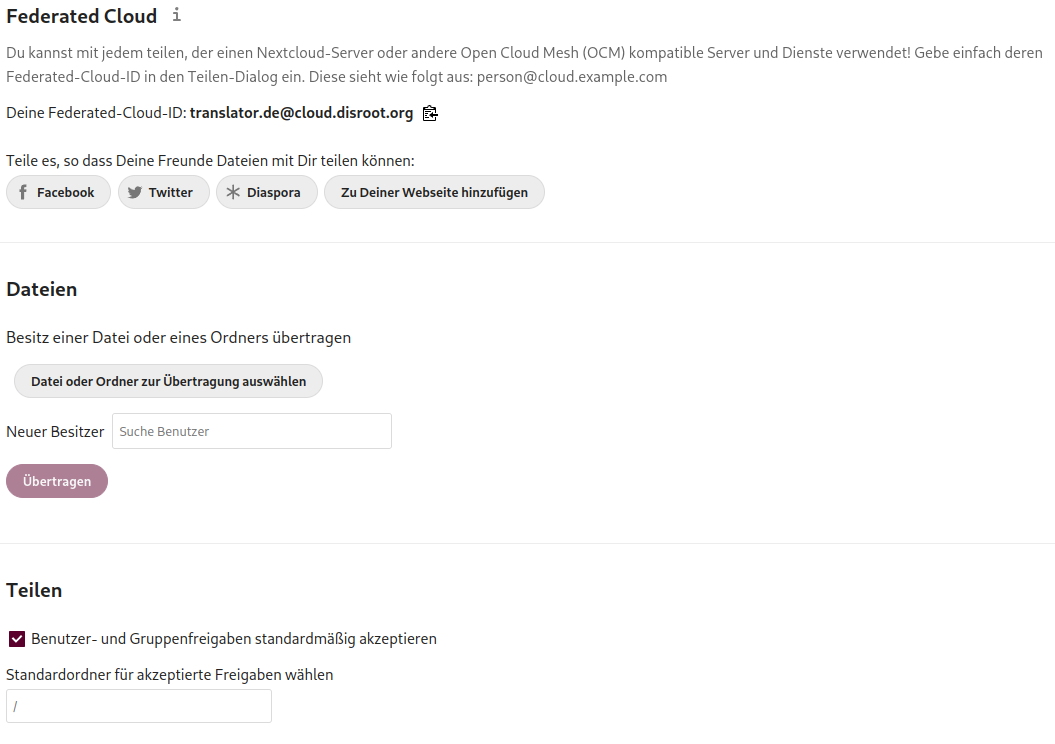 Federated Cloud
Du kannst mit jedem teilen, der einen Nextcloud-Server oder andere Open Cloud Mesh (OCM) kompatible Server und Dienste verwendet! Gebe einfach deren
Federated-Cloud-ID in den Teilen-Dialog ein. Diese sieht wie folgt aus: person@cloud.example.com
Deine Federated-Cloud-ID: translator.de@cloud.disroot.org
Teile es, so dass Deine Freunde Dateien mit Dir teilen können:
Facebook Twitter Diaspora Zu Deiner Webseite hinzufügen
Dateien
Besitz einer Datei oder eines Ordners übertragen
Datei oder Ordner zur Übertragung auswählen
Neuer Besitzer Suche Benutzer
Übertragen
Teilen
Benutzer- und Gruppenfreigaben standardmäßig akzeptieren
Standardordner für akzeptierte Freigaben wählen
/